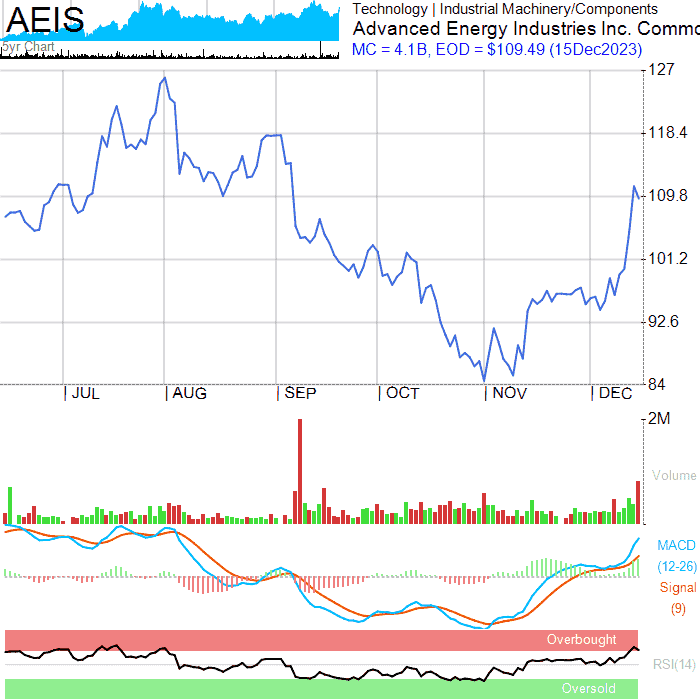 AEIS
5yr Chart
Technology | Industrial Machinery/Components
Advanced Energy Industries Inc. Commo
MC = 4.1B, EOD = $109.49 (15Dec2023)
127
118.4
109.8
101.2
92.6
84
| JUL | AUG | SEP | OCT | NOV | DEC
2M
Volume
MACD
(12-26)
Signal
(9)
Overbought
RSI(14)
Oversold